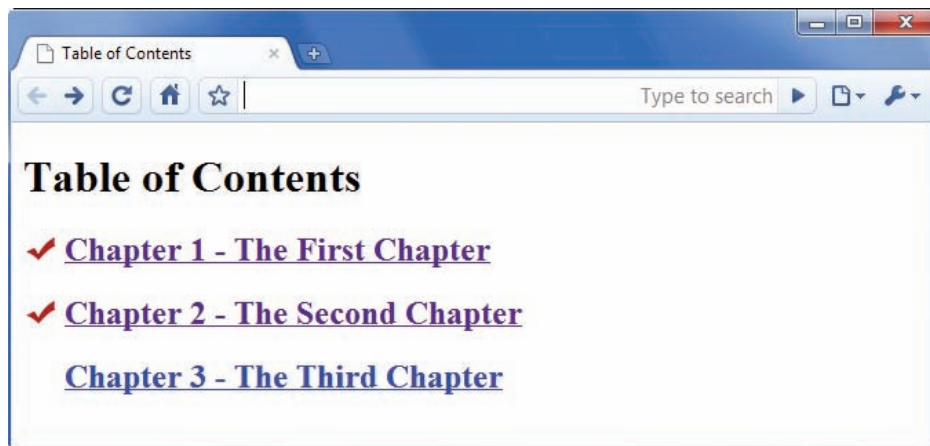 Table of Contents
Type to search
Table of Contents
Chapter 1 - The First Chapter
Chapter 2 - The Second Chapter
Chapter 3 - The Third Chapter